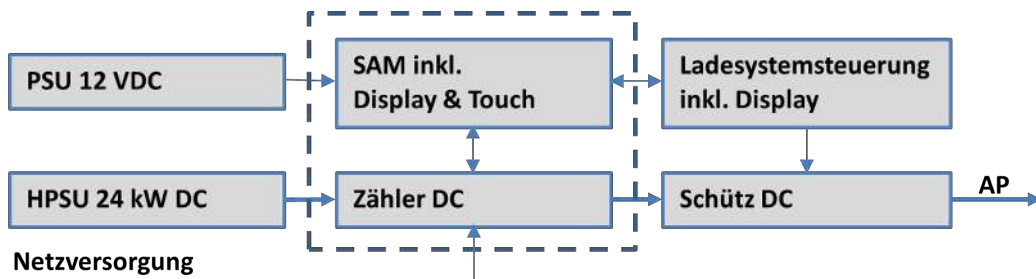 PSU 12 VDC
SAM inkl.
Display & Touch
Ladesystemsteuerung
inkl. Display
HPSU 24 kW DC
Zähler DC
Schütz DC
AP
Netzversorgung